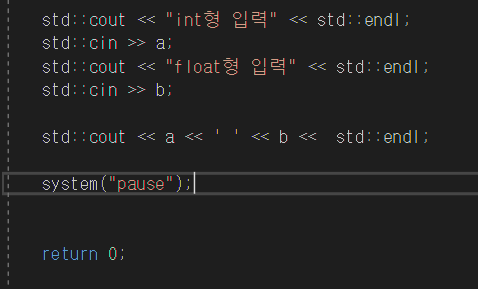 std::cout << "int형 입력" << std::endl;
std::cin >> a;
std::cout << "float형 입력" << std::endl;
std::cin >> b;
std::cout << a << ' ' << b <<  std::endl;
system("pause");
return 0;